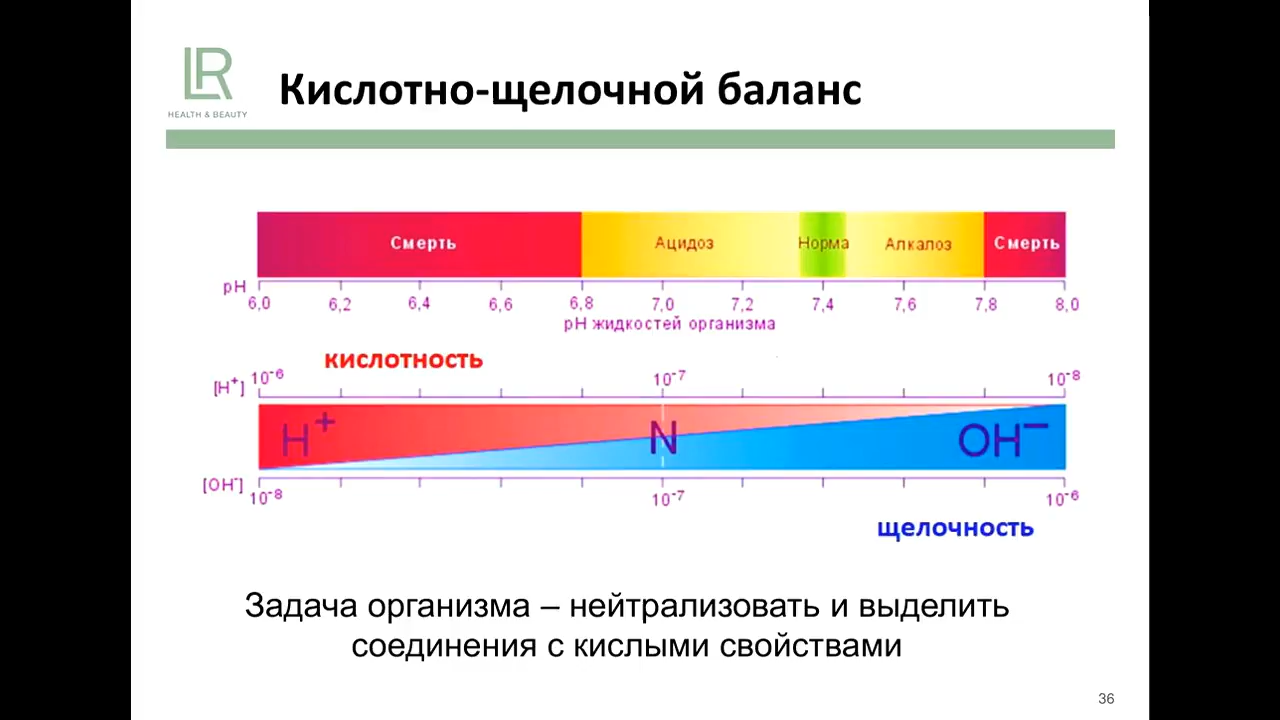 LR
HEALTH & BEAUTY
Кислотно-щелочной баланс
Смерть Ацидоз Норма Алкалоз Смерть
pH
6,0 6,2 6,4 6,6 6,8 7,0 7,2 7,4 7,6 7,8 8,0
pH жидкостей организма
кислотность
[H⁺] 10⁻⁶ 10⁻⁷ 10⁻⁸
H⁺ N OH⁻
[OH⁻] 10⁻⁸ 10⁻⁷ 10⁻⁶
щелочность
Задача организма – нейтрализовать и выделить
соединения с кислыми свойствами
36